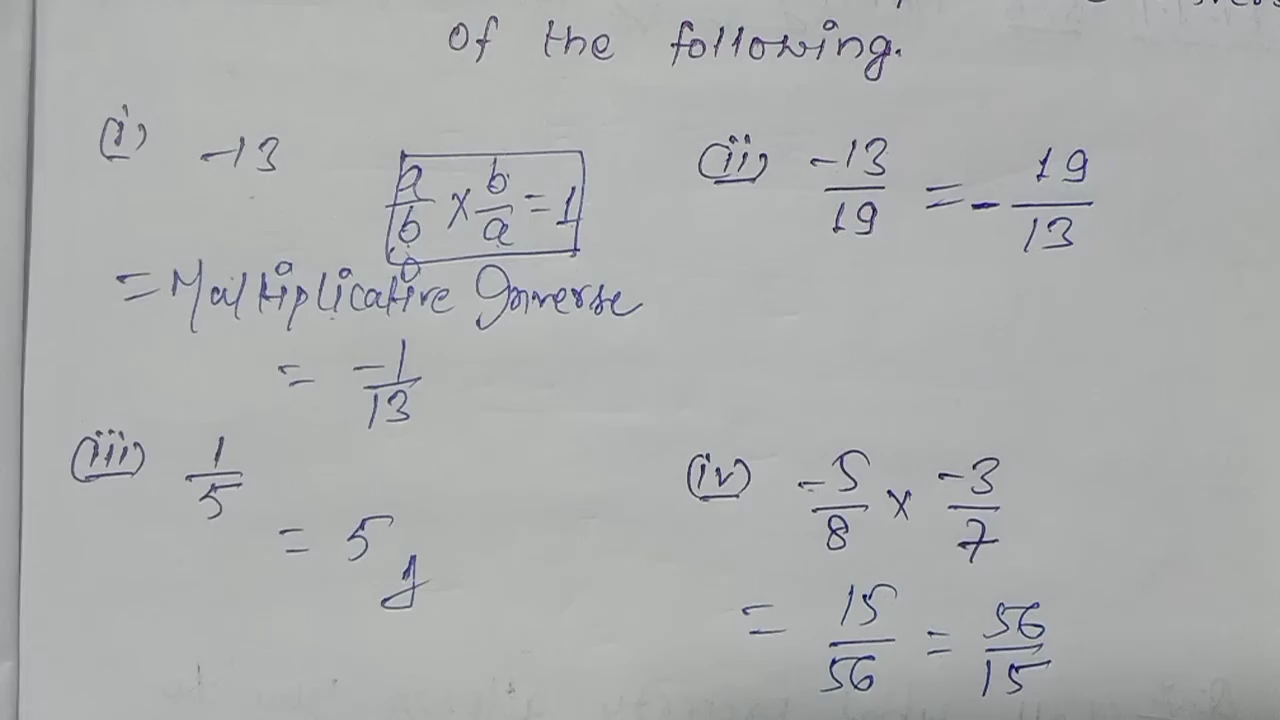 of the following.
(i) -13
a/b × b/a = 1
= Multiplicative Inverse
= -1/13
(ii) -13/19 = - 19/13
(iii) 1/5
= 5
(iv) -5/8 × -3/7
= 15/56 = 56/15